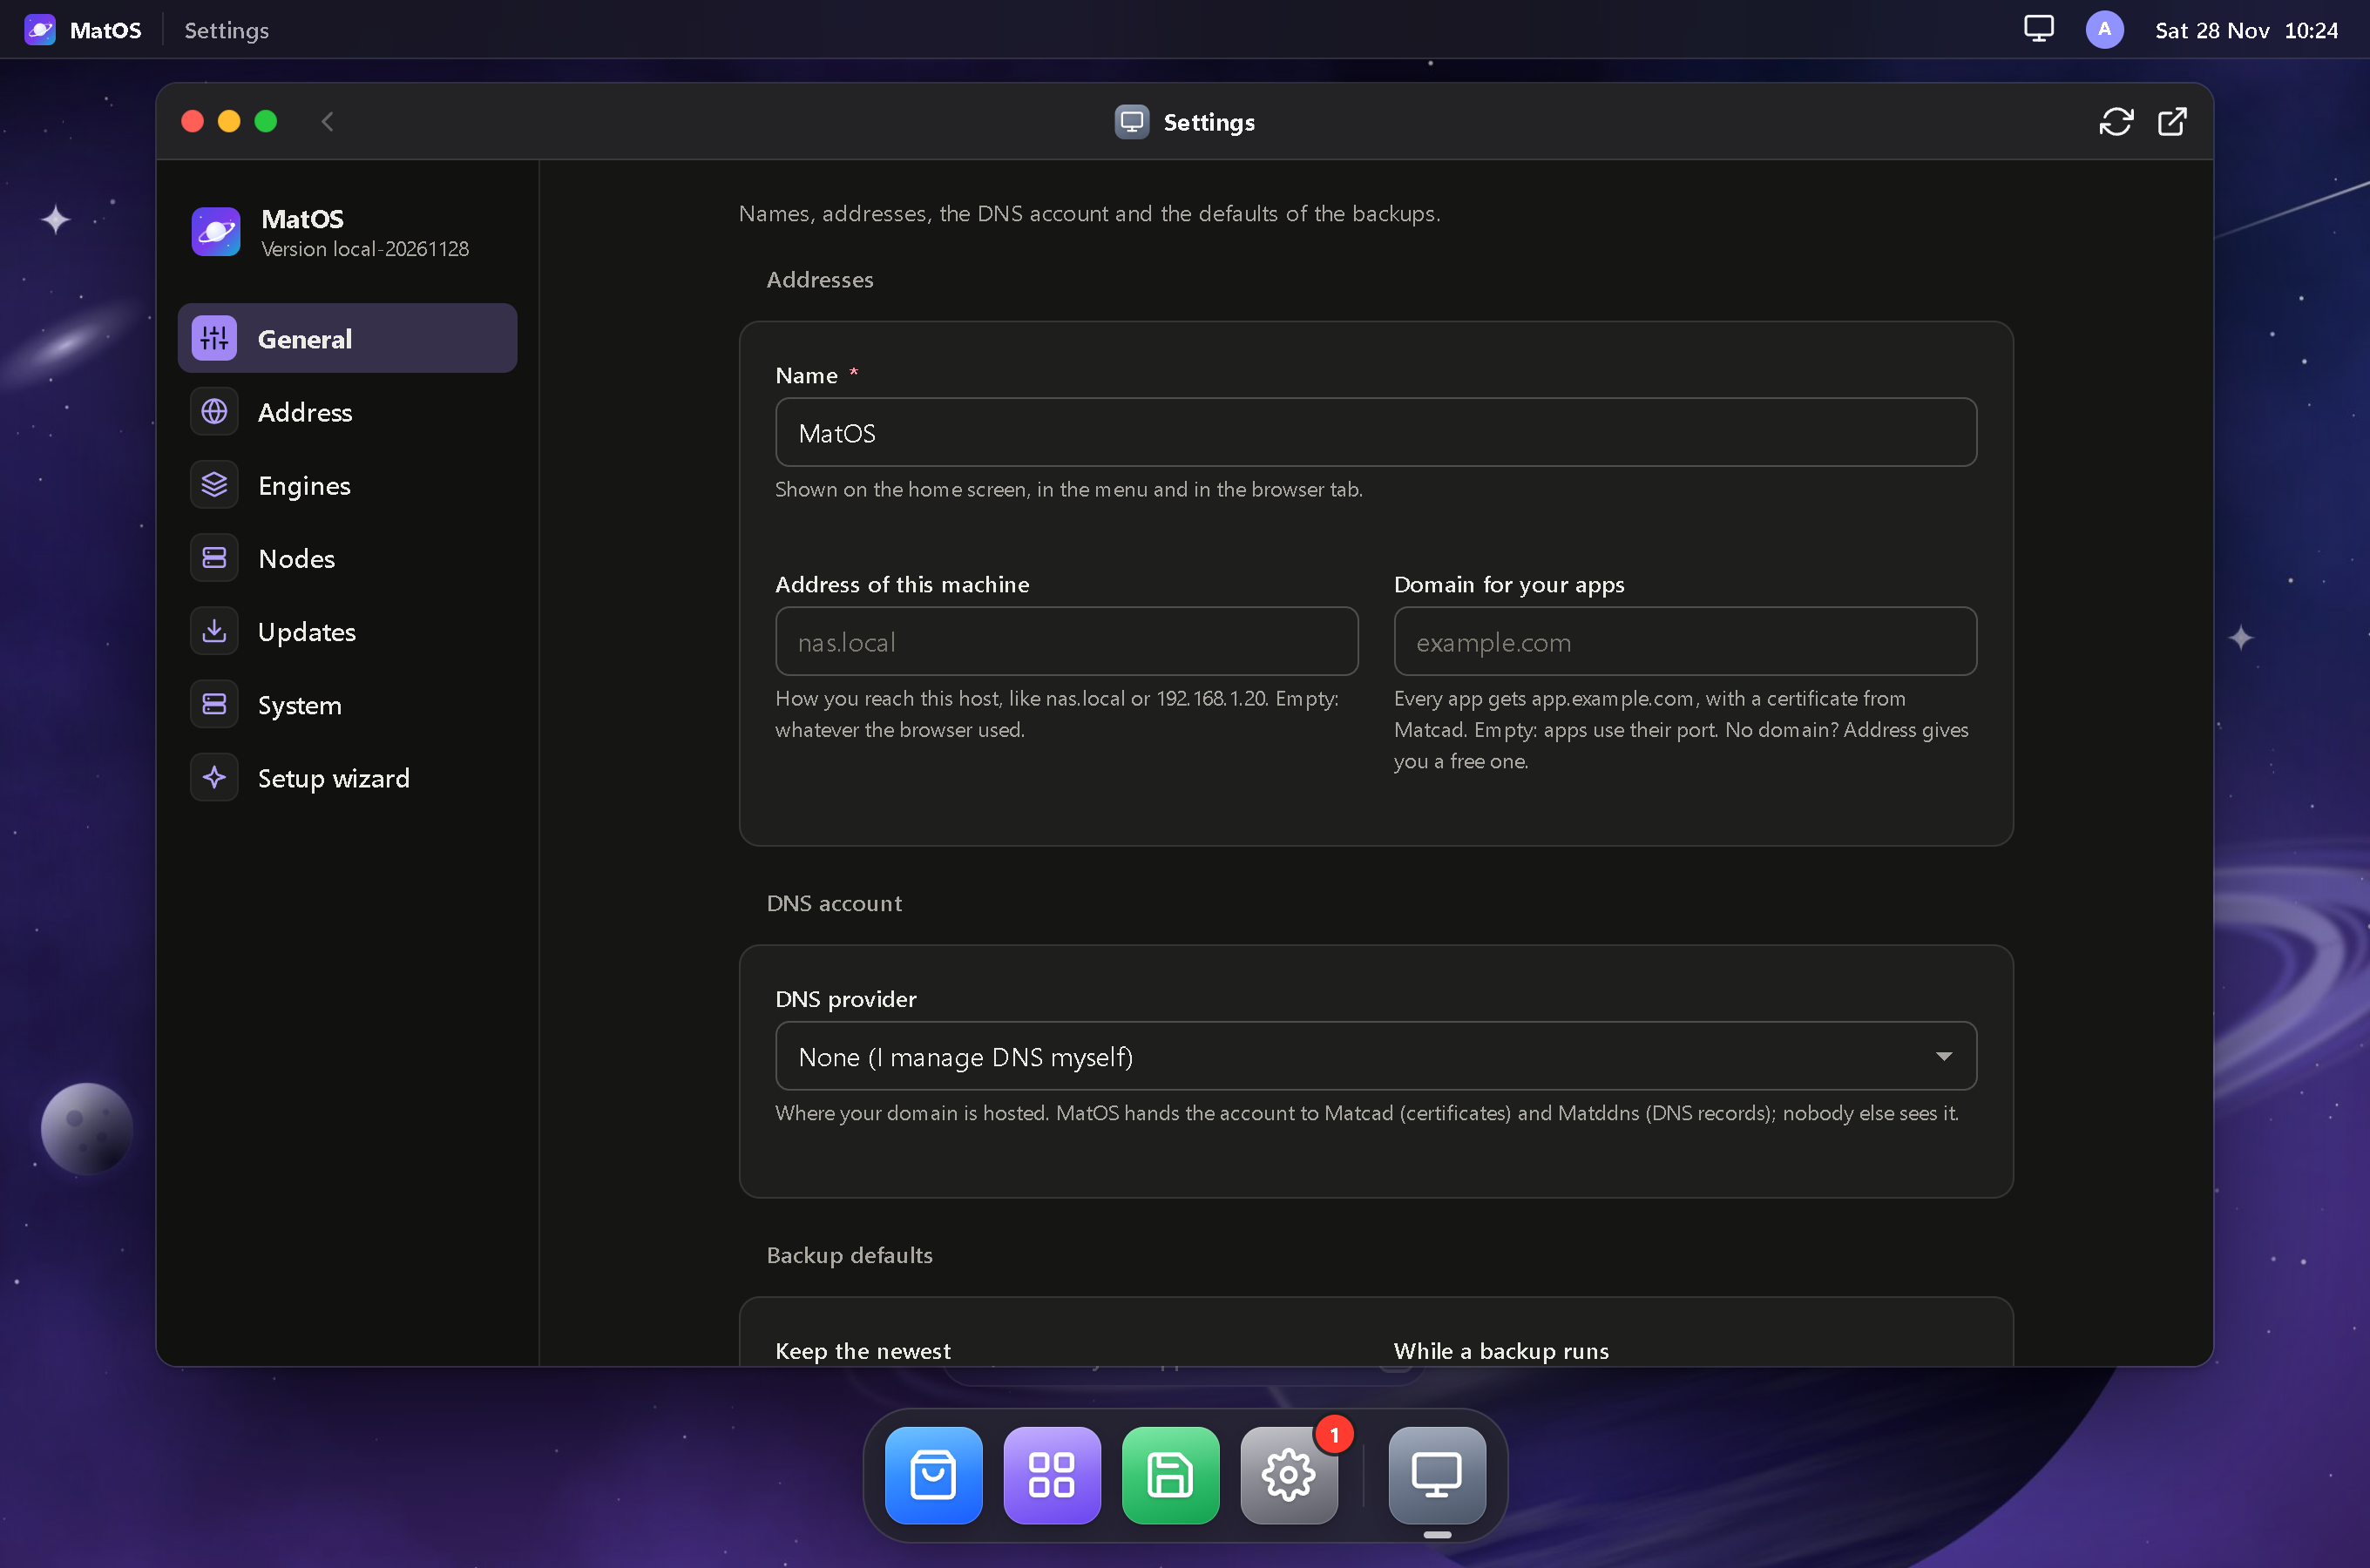 MatOS
Settings
A
Sat 28 Nov 10:24
Settings
MatOS
Version local-20261128
General
Address
Engines
Nodes
Updates
System
Setup wizard
Names, addresses, the DNS account and the defaults of the backups.
Addresses
Name *
MatOS
Shown on the home screen, in the menu and in the browser tab.
Address of this machine
nas.local
How you reach this host, like nas.local or 192.168.1.20. Empty:
whatever the browser used.
Domain for your apps
example.com
Every app gets app.example.com, with a certificate from
Matcad. Empty: apps use their port. No domain? Address gives
you a free one.
DNS account
DNS provider
None (I manage DNS myself)
Where your domain is hosted. MatOS hands the account to Matcad (certificates) and Matddns (DNS records); nobody else sees it.
Backup defaults
Keep the newest
While a backup runs
1